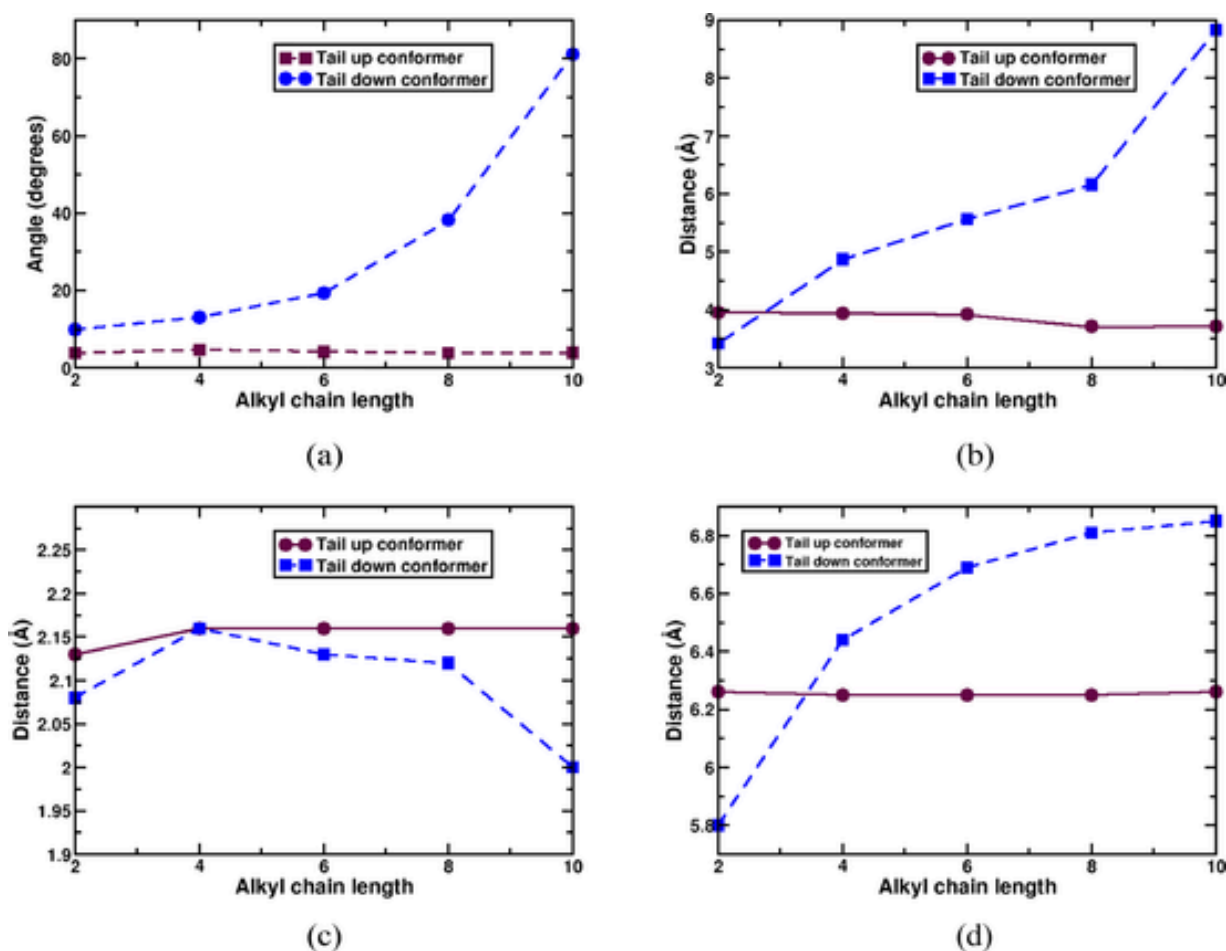 80
60
40
20
0
Angle (degrees)
Tail up conformer
Tail down conformer
2 4 6 8 10
Alkyl chain length
(a)
9
8
7
6
5
4
3
Distance (Å)
Tail up conformer
Tail down conformer
2 4 6 8 10
Alkyl chain length
(b)
2.25
2.2
2.15
2.1
2.05
2
1.95
1.9
Distance (Å)
Tail up conformer
Tail down conformer
2 4 6 8 10
Alkyl chain length
(c)
6.8
6.6
6.4
6.2
6
5.8
Distance (Å)
Tail up conformer
Tail down conformer
2 4 6 8 10
Alkyl chain length
(d)